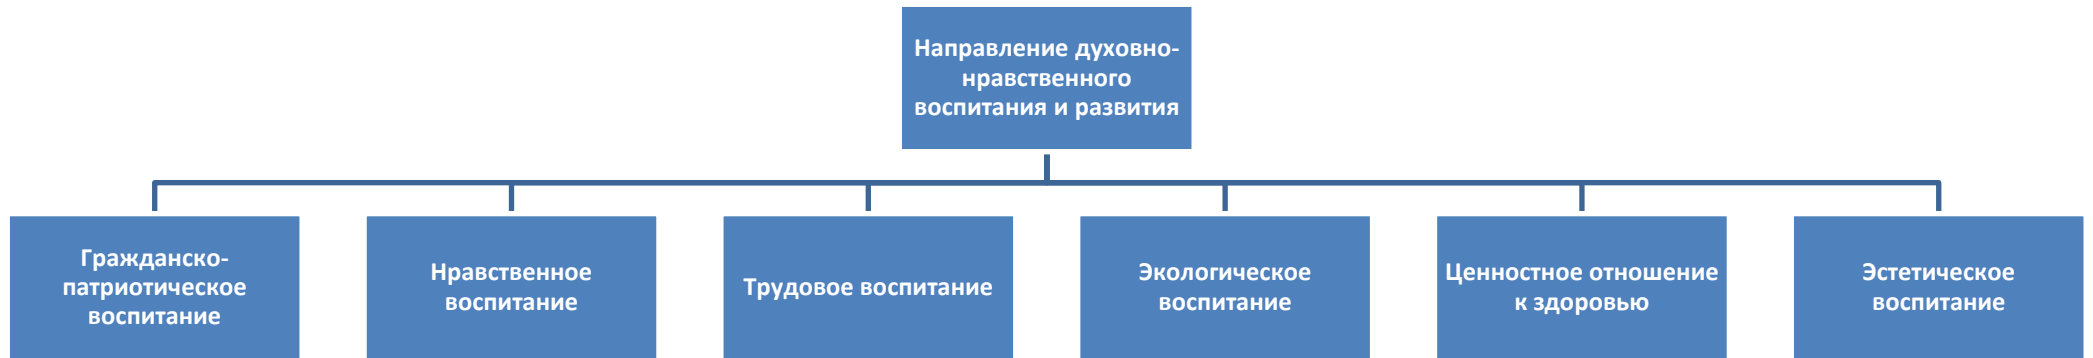 Направление духовно-
нравственного
воспитания и развития
Гражданско-
патриотическое
воспитание
Нравственное
воспитание
Трудовое воспитание
Экологическое
воспитание
Ценностное отношение
к здоровью
Эстетическое
воспитание